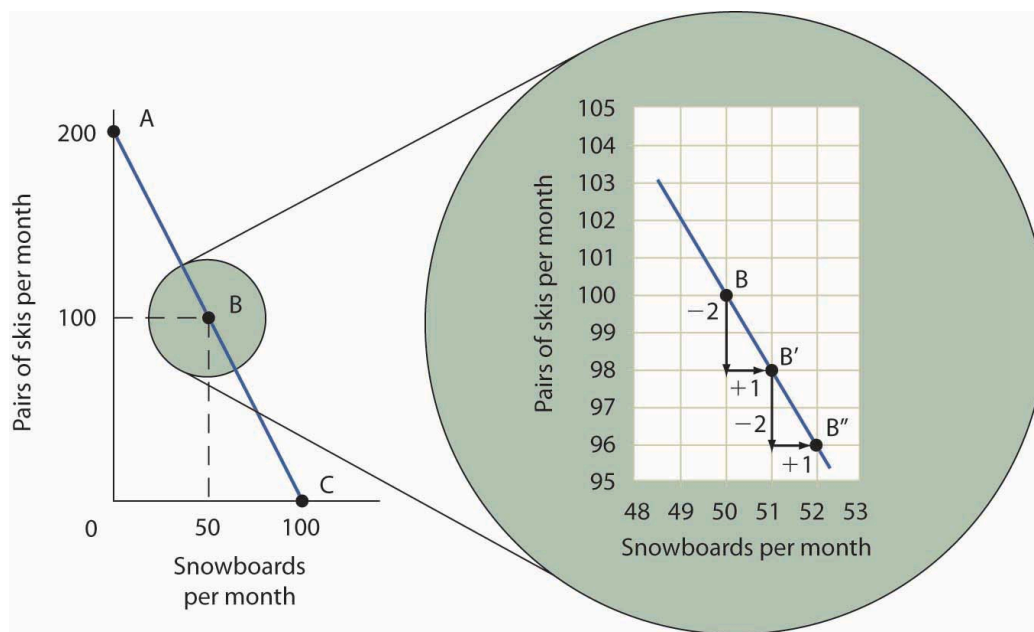 Pairs of skis per month
200
100
0
50
100
A
B
C
Snowboards
per month
Pairs of skis per month
105
104
103
102
101
100
99
98
97
96
95
B
−2
+1
B′
−2
+1
B″
48 49 50 51 52 53
Snowboards per month